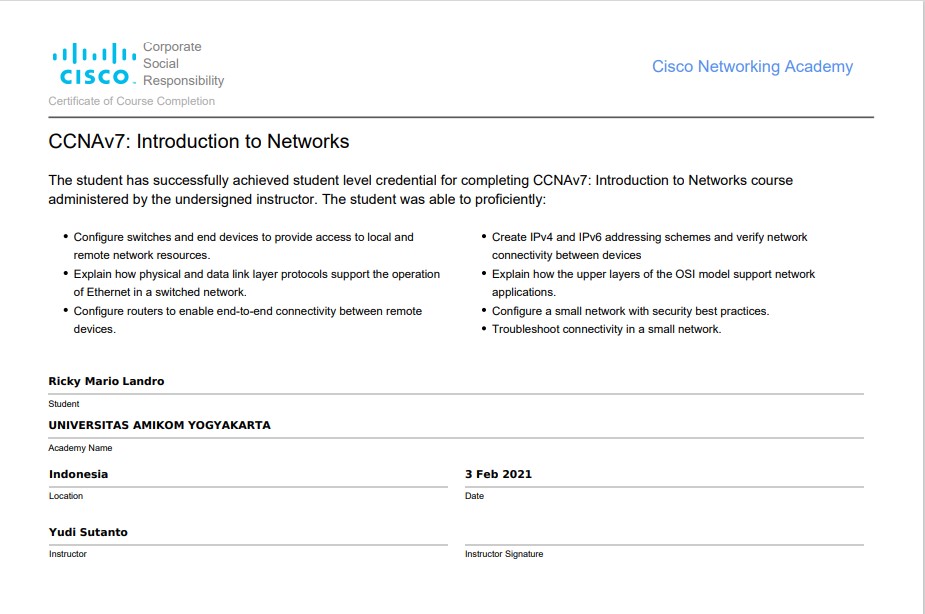 Corporate
Social
Responsibility
CISCO
Cisco Networking Academy
Certificate of Course Completion
CCNAv7: Introduction to Networks
The student has successfully achieved student level credential for completing CCNAv7: Introduction to Networks course
administered by the undersigned instructor. The student was able to proficiently:
• Configure switches and end devices to provide access to local and
remote network resources.
• Explain how physical and data link layer protocols support the operation
of Ethernet in a switched network.
• Configure routers to enable end-to-end connectivity between remote
devices.
• Create IPv4 and IPv6 addressing schemes and verify network
connectivity between devices
• Explain how the upper layers of the OSI model support network
applications.
• Configure a small network with security best practices.
• Troubleshoot connectivity in a small network.
Ricky Mario Landro
Student
UNIVERSITAS AMIKOM YOGYAKARTA
Academy Name
Indonesia
Location
3 Feb 2021
Date
Yudi Sutanto
Instructor
Instructor Signature